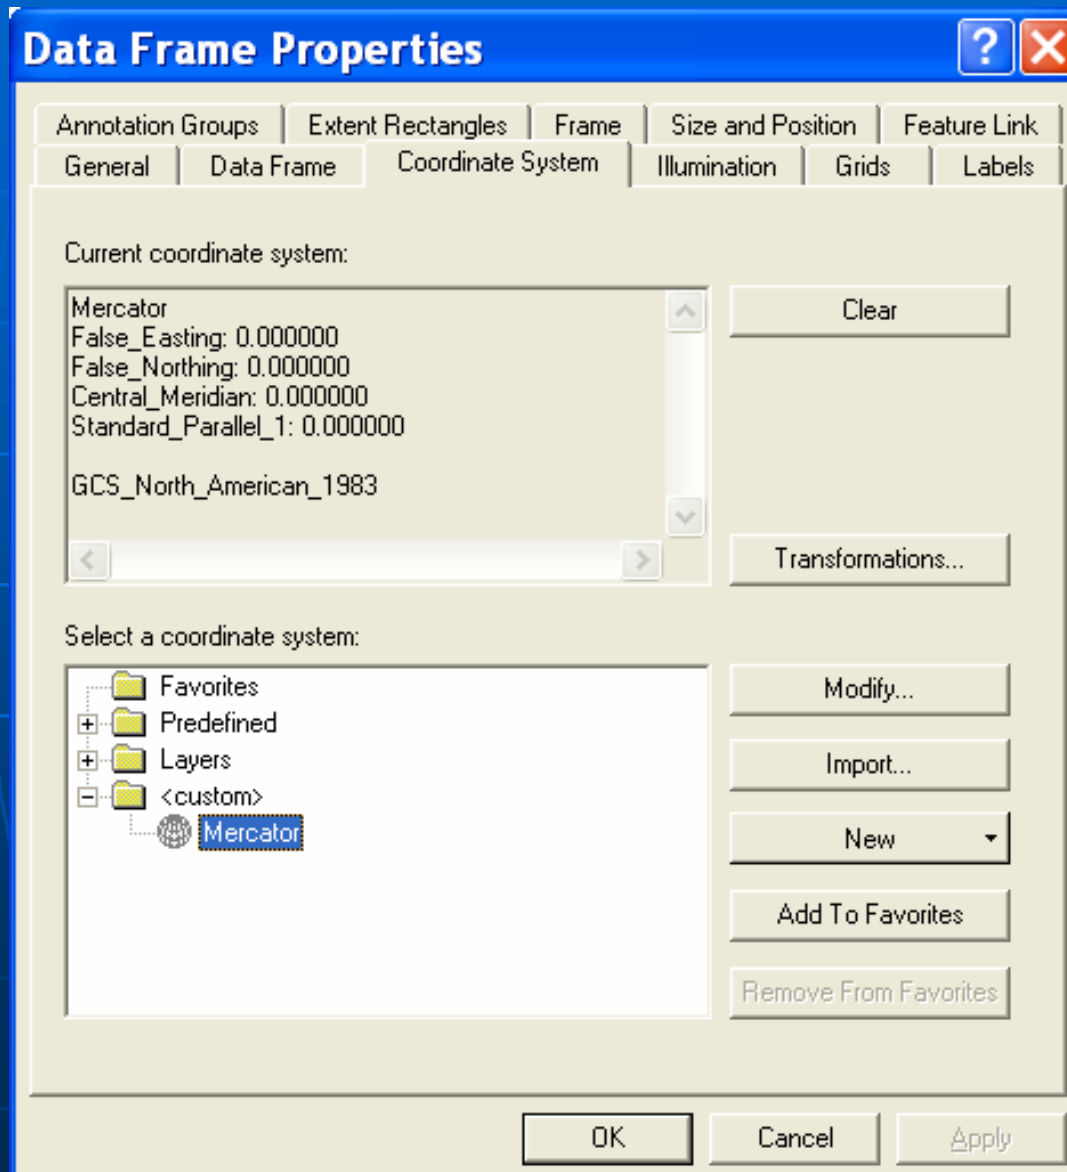 Data Frame Properties
Annotation Groups Extent Rectangles Frame Size and Position Feature Link
General Data Frame Coordinate System Illumination Grids Labels
Current coordinate system:
Mercator
False_Easting: 0.000000
False_Northing: 0.000000
Central_Meridian: 0.000000
Standard_Parallel_1: 0.000000
GCS_North_American_1983
Clear
Transformations...
Select a coordinate system:
Favorites
Predefined
Layers
<custom>
Mercator
Modify...
Import...
New
Add To Favorites
Remove From Favorites
OK Cancel Apply